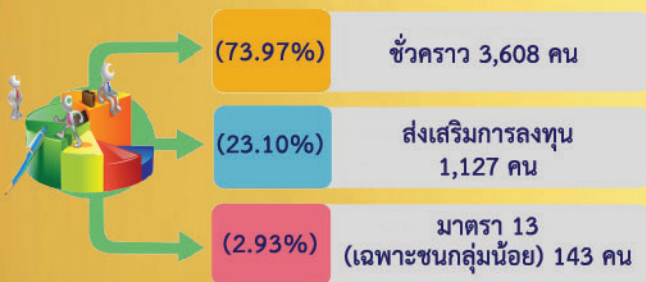 (73.97%) ชั่วคราว 3,608 คน
(23.10%) ส่งเสริมการลงทุน
1,127 คน
(2.93%) มาตรา 13
(เฉพาะชนกลุ่มน้อย) 143 คน